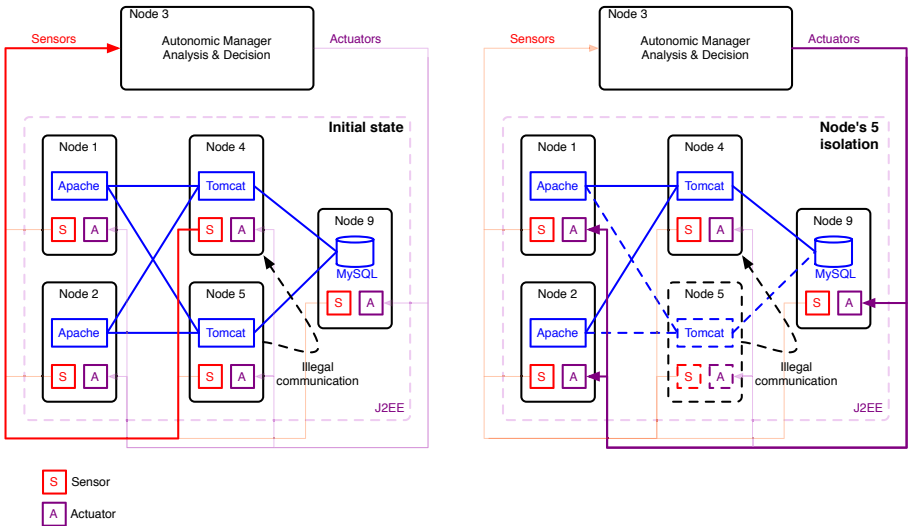 Node 3
Sensors
Autonomic Manager
Analysis & Decision
Actuators
Initial state
Node 1
Apache
S
A
Node 4
Tomcat
S
A
Node 9
MySQL
S
A
Node 2
Apache
S
A
Node 5
Tomcat
S
A
Illegal
communication
J2EE
Node 3
Sensors
Autonomic Manager
Analysis & Decision
Actuators
Node's 5
isolation
Node 1
Apache
S
A
Node 4
Tomcat
S
A
Node 9
MySQL
S
A
Node 2
Apache
S
A
Node 5
Tomcat
S
A
Illegal
communication
J2EE
S Sensor
A Actuator